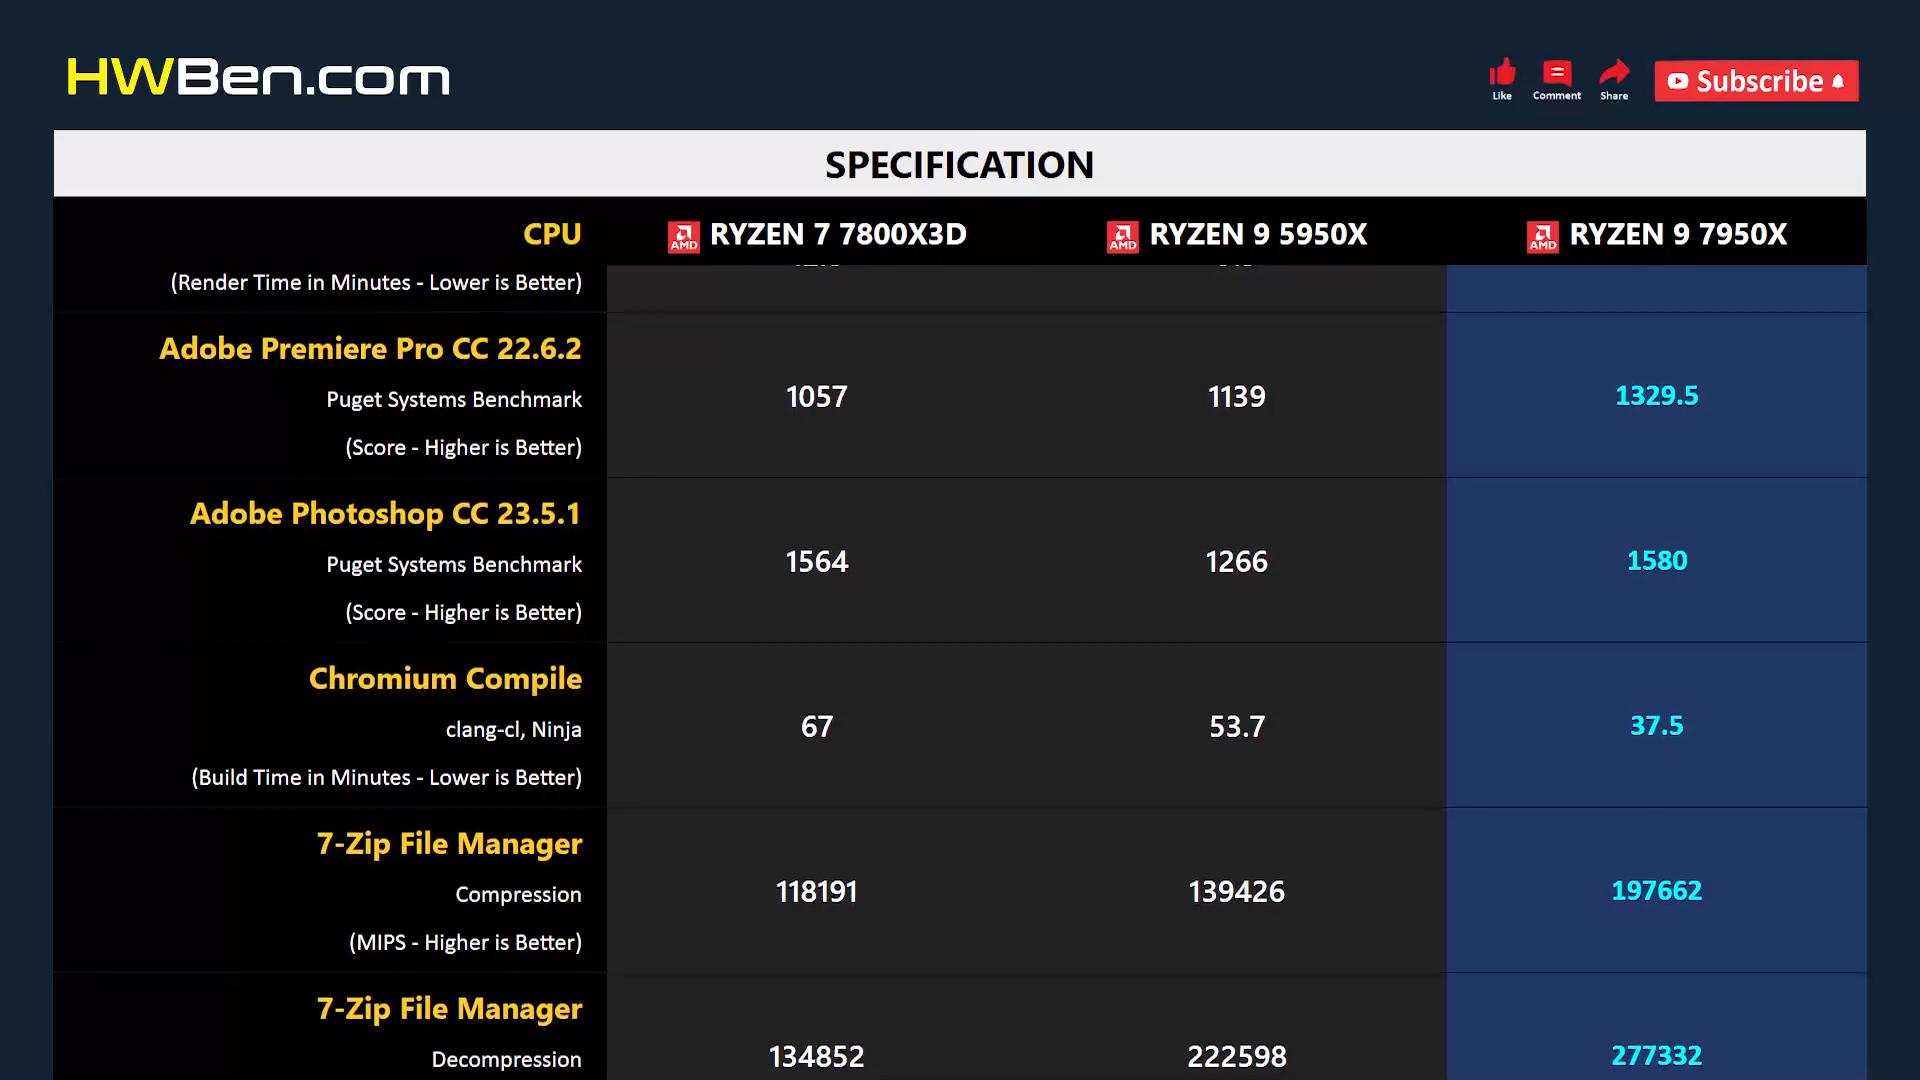 HWBen.com
Like
Comment
Share
Subscribe
SPECIFICATION
CPU
AMD RYZEN 7 7800X3D
AMD RYZEN 9 5950X
AMD RYZEN 9 7950X
(Render Time in Minutes - Lower is Better)
Adobe Premiere Pro CC 22.6.2
Puget Systems Benchmark
(Score - Higher is Better)
1057
1139
1329.5
Adobe Photoshop CC 23.5.1
Puget Systems Benchmark
(Score - Higher is Better)
1564
1266
1580
Chromium Compile
clang-cl, Ninja
(Build Time in Minutes - Lower is Better)
67
53.7
37.5
7-Zip File Manager
Compression
(MIPS - Higher is Better)
118191
139426
197662
7-Zip File Manager
Decompression
134852
222598
277332